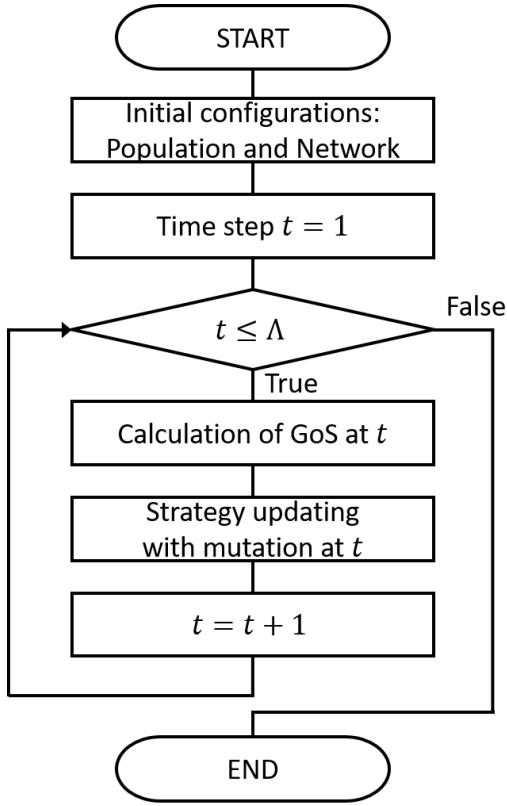 START
Initial configurations:
Population and Network
Time step t = 1
t ≤ Λ
False
True
Calculation of GoS at t
Strategy updating
with mutation at t
t = t + 1
END